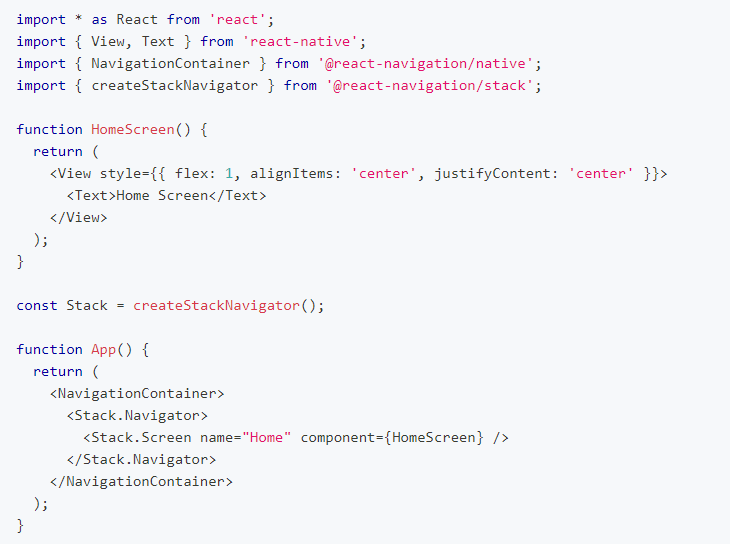 import * as React from 'react';
import { View, Text } from 'react-native';
import { NavigationContainer } from '@react-navigation/native';
import { createStackNavigator } from '@react-navigation/stack';

function HomeScreen() {
  return (
    <View style={{ flex: 1, alignItems: 'center', justifyContent: 'center' }}>
      <Text>Home Screen</Text>
    </View>
  );
}

const Stack = createStackNavigator();

function App() {
  return (
    <NavigationContainer>
      <Stack.Navigator>
        <Stack.Screen name="Home" component={HomeScreen} />
      </Stack.Navigator>
    </NavigationContainer>
  );
}